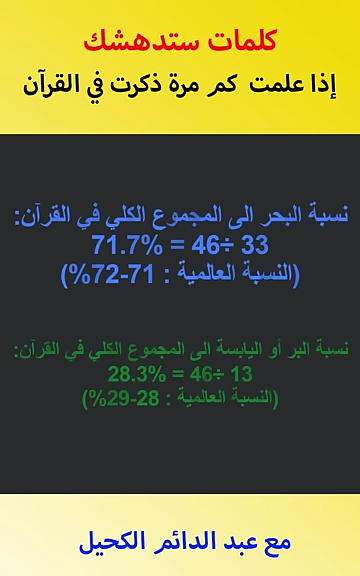 كلمات ستدهشك
إذا علمت كم مرة ذكرت في القرآن
نسبة البحر الى المجموع الكلي في القرآن:
33 ÷46 = 71.7%
(النسبة العالمية : 71-72%)
نسبة البر أو اليابسة الى المجموع الكلي في القرآن:
13 ÷46 = 28.3%
(النسبة العالمية : 28-29%)
مع عبد الدائم الكحيل